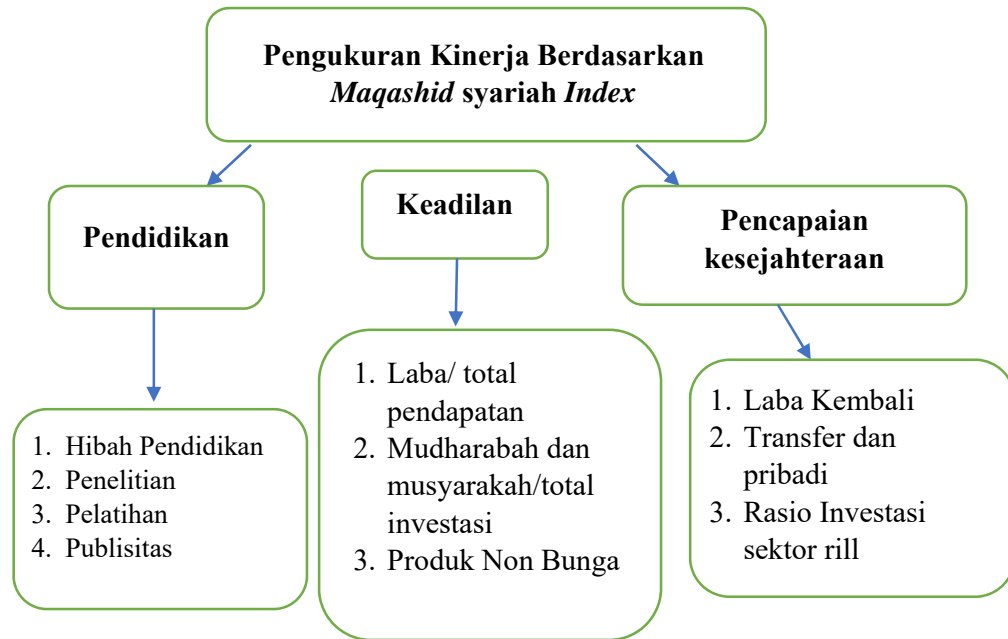 Pengukuran Kinerja Berdasarkan
Maqashid syariah Index
Pendidikan
Keadilan
Pencapaian
kesejahteraan
1. Hibah Pendidikan
2. Penelitian
3. Pelatihan
4. Publisitas
1. Laba/ total
pendapatan
2. Mudharabah dan
musyarakah/total
investasi
3. Produk Non Bunga
1. Laba Kembali
2. Transfer dan
pribadi
3. Rasio Investasi
sektor rill